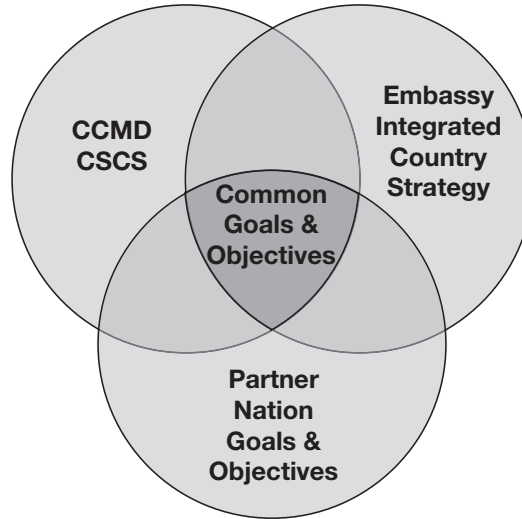 CCMD
CSCS
Embassy
Integrated
Country
Strategy
Common
Goals &
Objectives
Partner
Nation
Goals &
Objectives